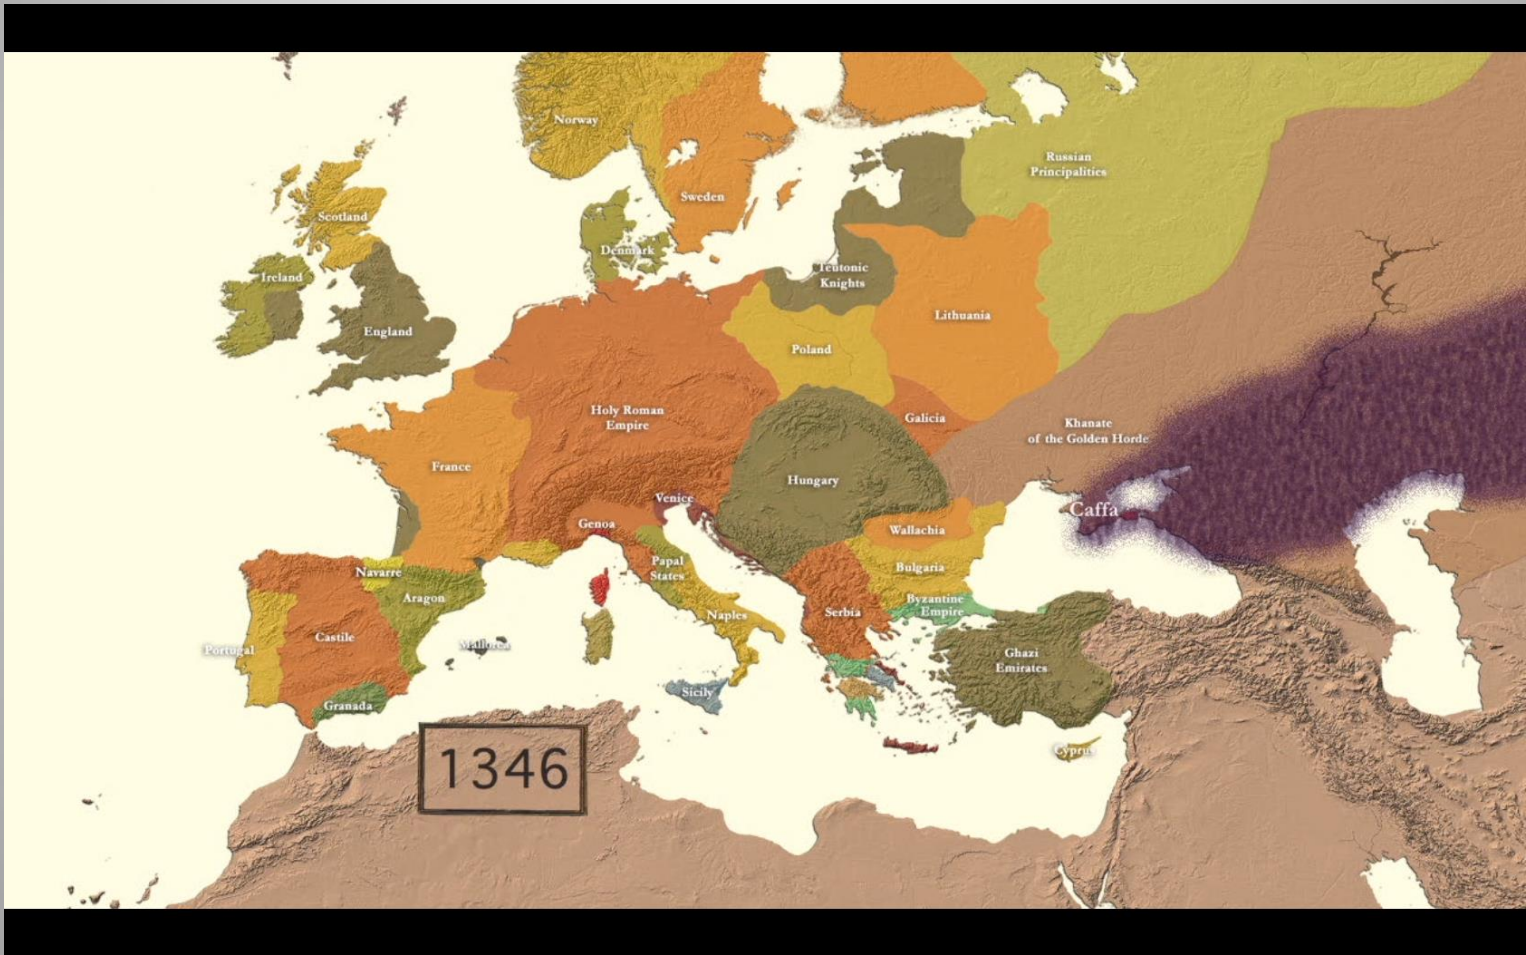 Norway
Sweden
Russian
Principalities
Scotland
Denmark
Ireland
Teutonic
Knights
England
Lithuania
Poland
Holy Roman
Empire
Galicia
Khanate
of the Golden Horde
France
Hungary
Venice
Caffa
Genoa
Wallachia
Navarre
Papal
States
Bulgaria
Aragon
Byzantine
Empire
Naples
Serbia
Castile
Mallorca
Portugal
Ghazi
Emirates
Sicily
Granada
Cyprus
1346